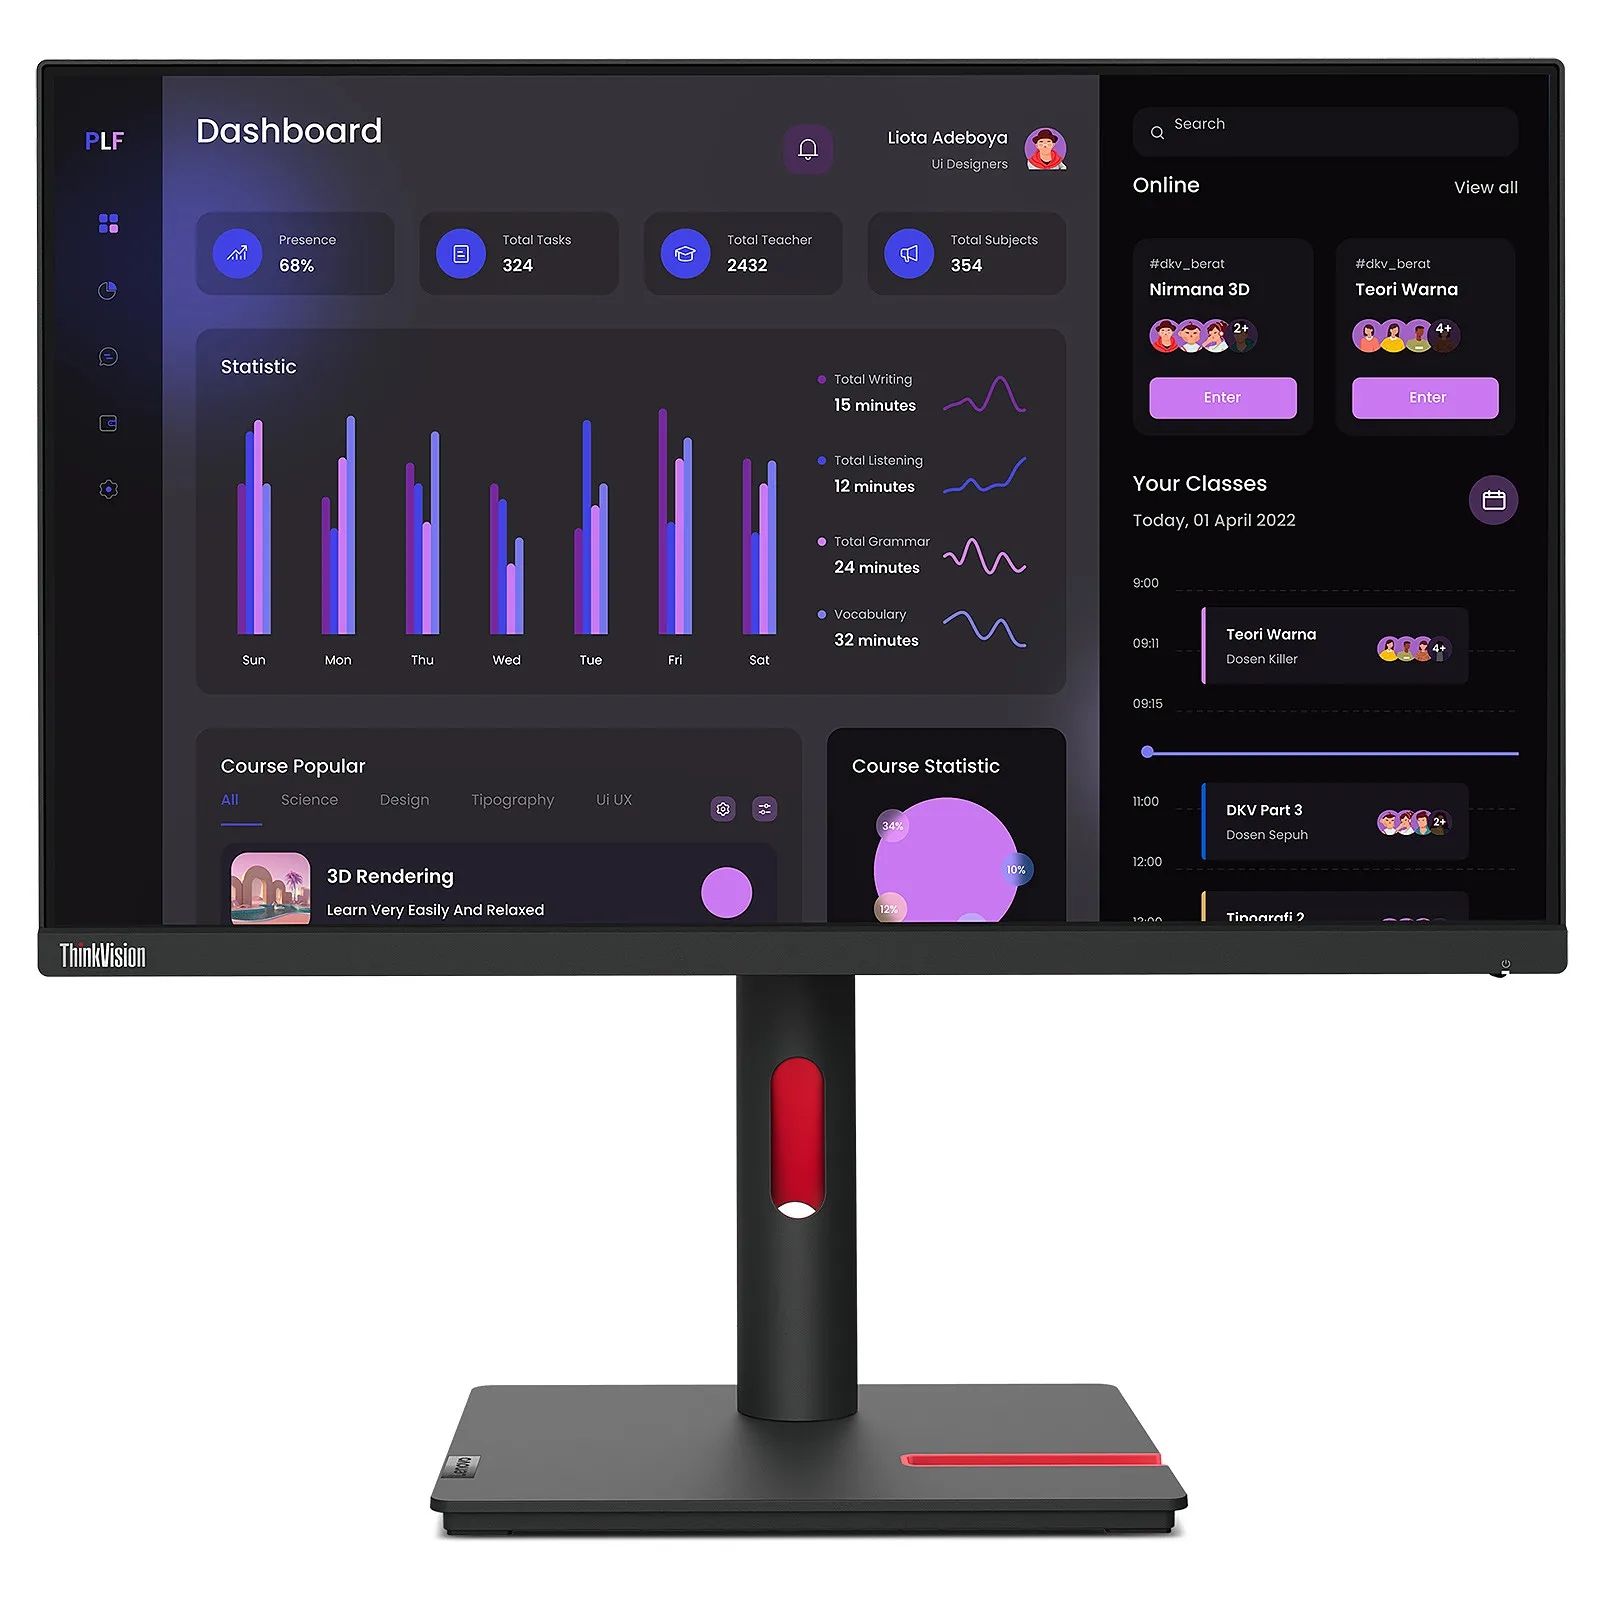 PLF
Dashboard
Liota Adeboya
Ui Designers
Presence
68%
Total Tasks
324
Total Teacher
2432
Total Subjects
354
Statistic
Total Writing
15 minutes
Total Listening
12 minutes
Total Grammar
24 minutes
Vocabulary
32 minutes
Sun Mon Thu Wed Tue Fri Sat
Course Popular
All Science Design Tipography Ui UX
3D Rendering
Learn Very Easily And Relaxed
Course Statistic
34%
10%
12%
Search
Online View all
#dkv_berat
Nirmana 3D
2+
Enter
#dkv_berat
Teori Warna
4+
Enter
Your Classes
Today, 01 April 2022
9:00
09:11
Teori Warna
Dosen Killer
4+
09:15
11:00
DKV Part 3
Dosen Sepuh
2+
12:00
13:00
Tipografi 2
ThinkVision
Lenovo